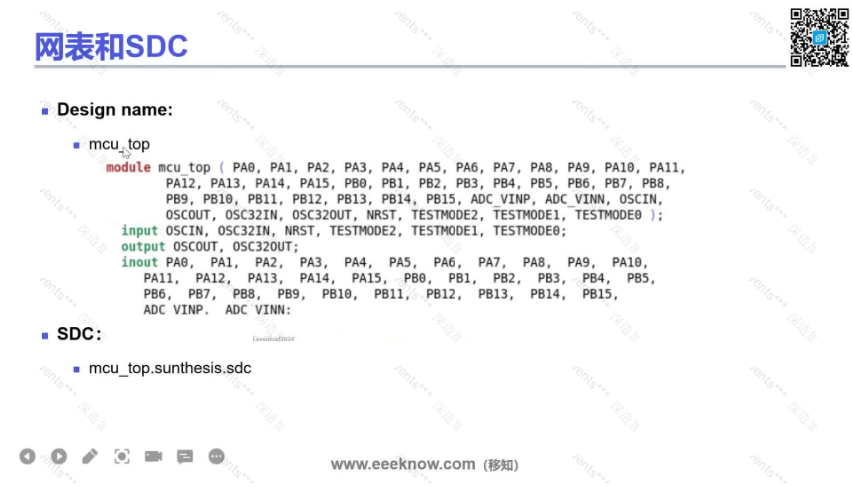 网表和SDC
Design name:
mcu_top
module mcu_top ( PA0, PA1, PA2, PA3, PA4, PA5, PA6, PA7, PA8, PA9, PA10, PA11,
PA12, PA13, PA14, PA15, PB0, PB1, PB2, PB3, PB4, PB5, PB6, PB7, PB8,
PB9, PB10, PB11, PB12, PB13, PB14, PB15, ADC_VINP, ADC_VINN, OSCIN,
OSCOUT, OSC32IN, OSC32OUT, NRST, TESTMODE2, TESTMODE1, TESTMODE0 );
input OSCIN, OSC32IN, NRST, TESTMODE2, TESTMODE1, TESTMODE0;
output OSCOUT, OSC32OUT;
inout PA0, PA1, PA2, PA3, PA4, PA5, PA6, PA7, PA8, PA9, PA10,
PA11, PA12, PA13, PA14, PA15, PB0, PB1, PB2, PB3, PB4, PB5,
PB6, PB7, PB8, PB9, PB10, PB11, PB12, PB13, PB14, PB15,
ADC VINP. ADC VINN:
SDC:
mcu_top.sunthesis.sdc
www.eeeknow.com (移知)